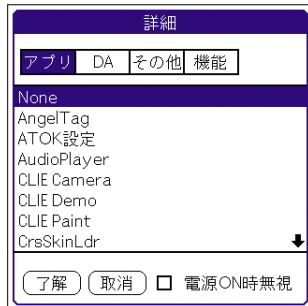 詳細
アプリ DA その他 機能
None
AngelTag
ATOK設定
AudioPlayer
CLIE Camera
CLIE Demo
CLIE Paint
CrsSkinLdr
了解 取消 電源ON時無視